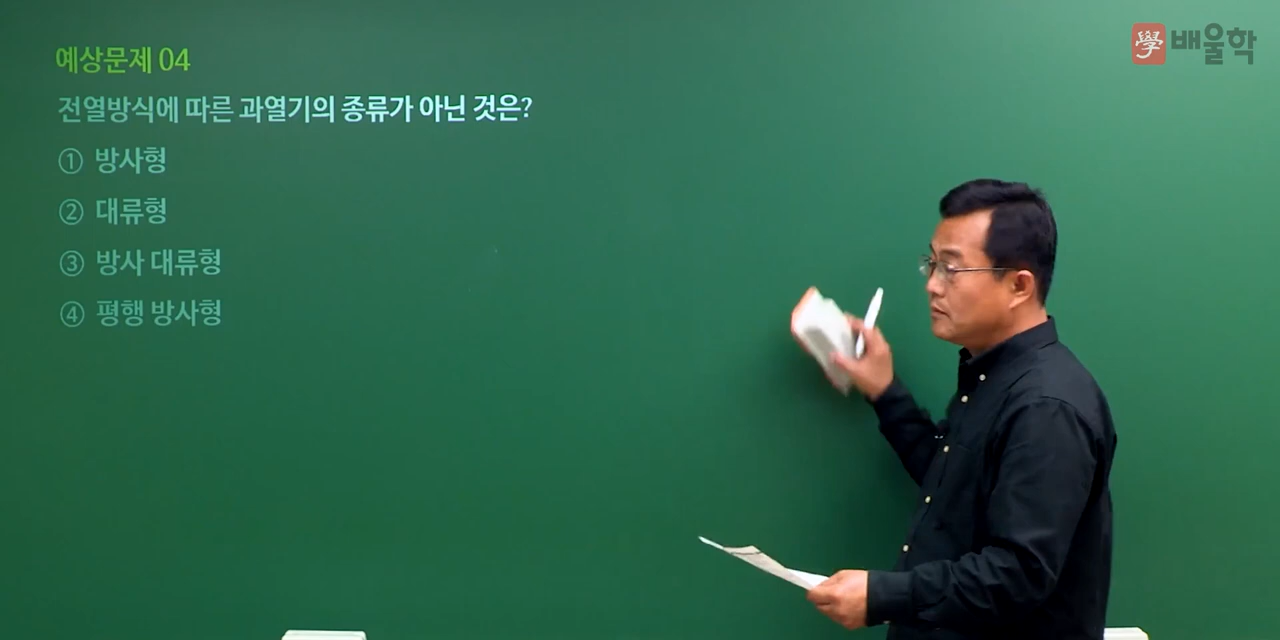 예상문제 04
學 배울학
전열방식에 따른 과열기의 종류가 아닌 것은?
① 방사형
② 대류형
③ 방사 대류형
④ 평행 방사형